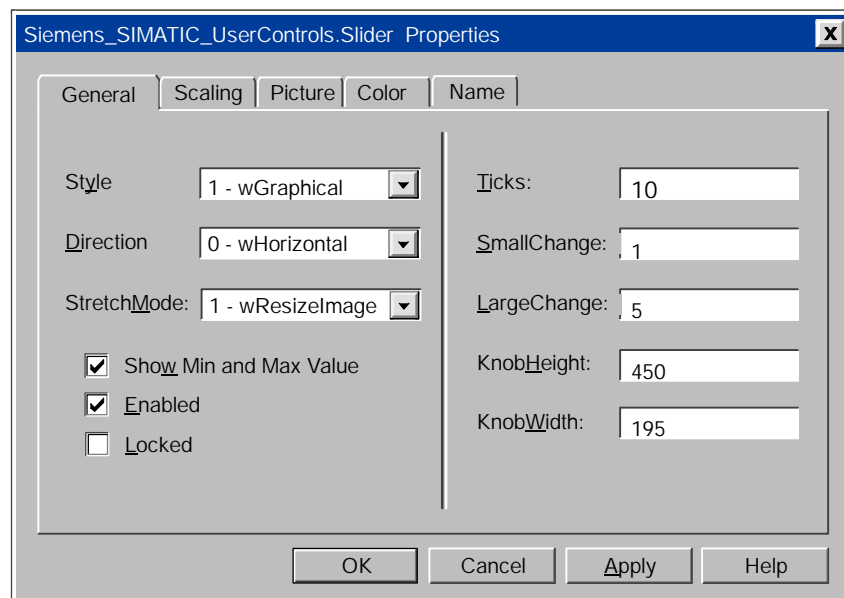 Siemens_SIMATIC_UserControls.Slider Properties
General
Scaling
Picture
Color
Name
Style
1 - wGraphical
Direction
0 - wHorizontal
StretchMode:
1 - wResizeImage
Show Min and Max Value
Enabled
Locked
Ticks:
10
SmallChange:
1
LargeChange:
5
KnobHeight:
450
KnobWidth:
195
OK
Cancel
Apply
Help